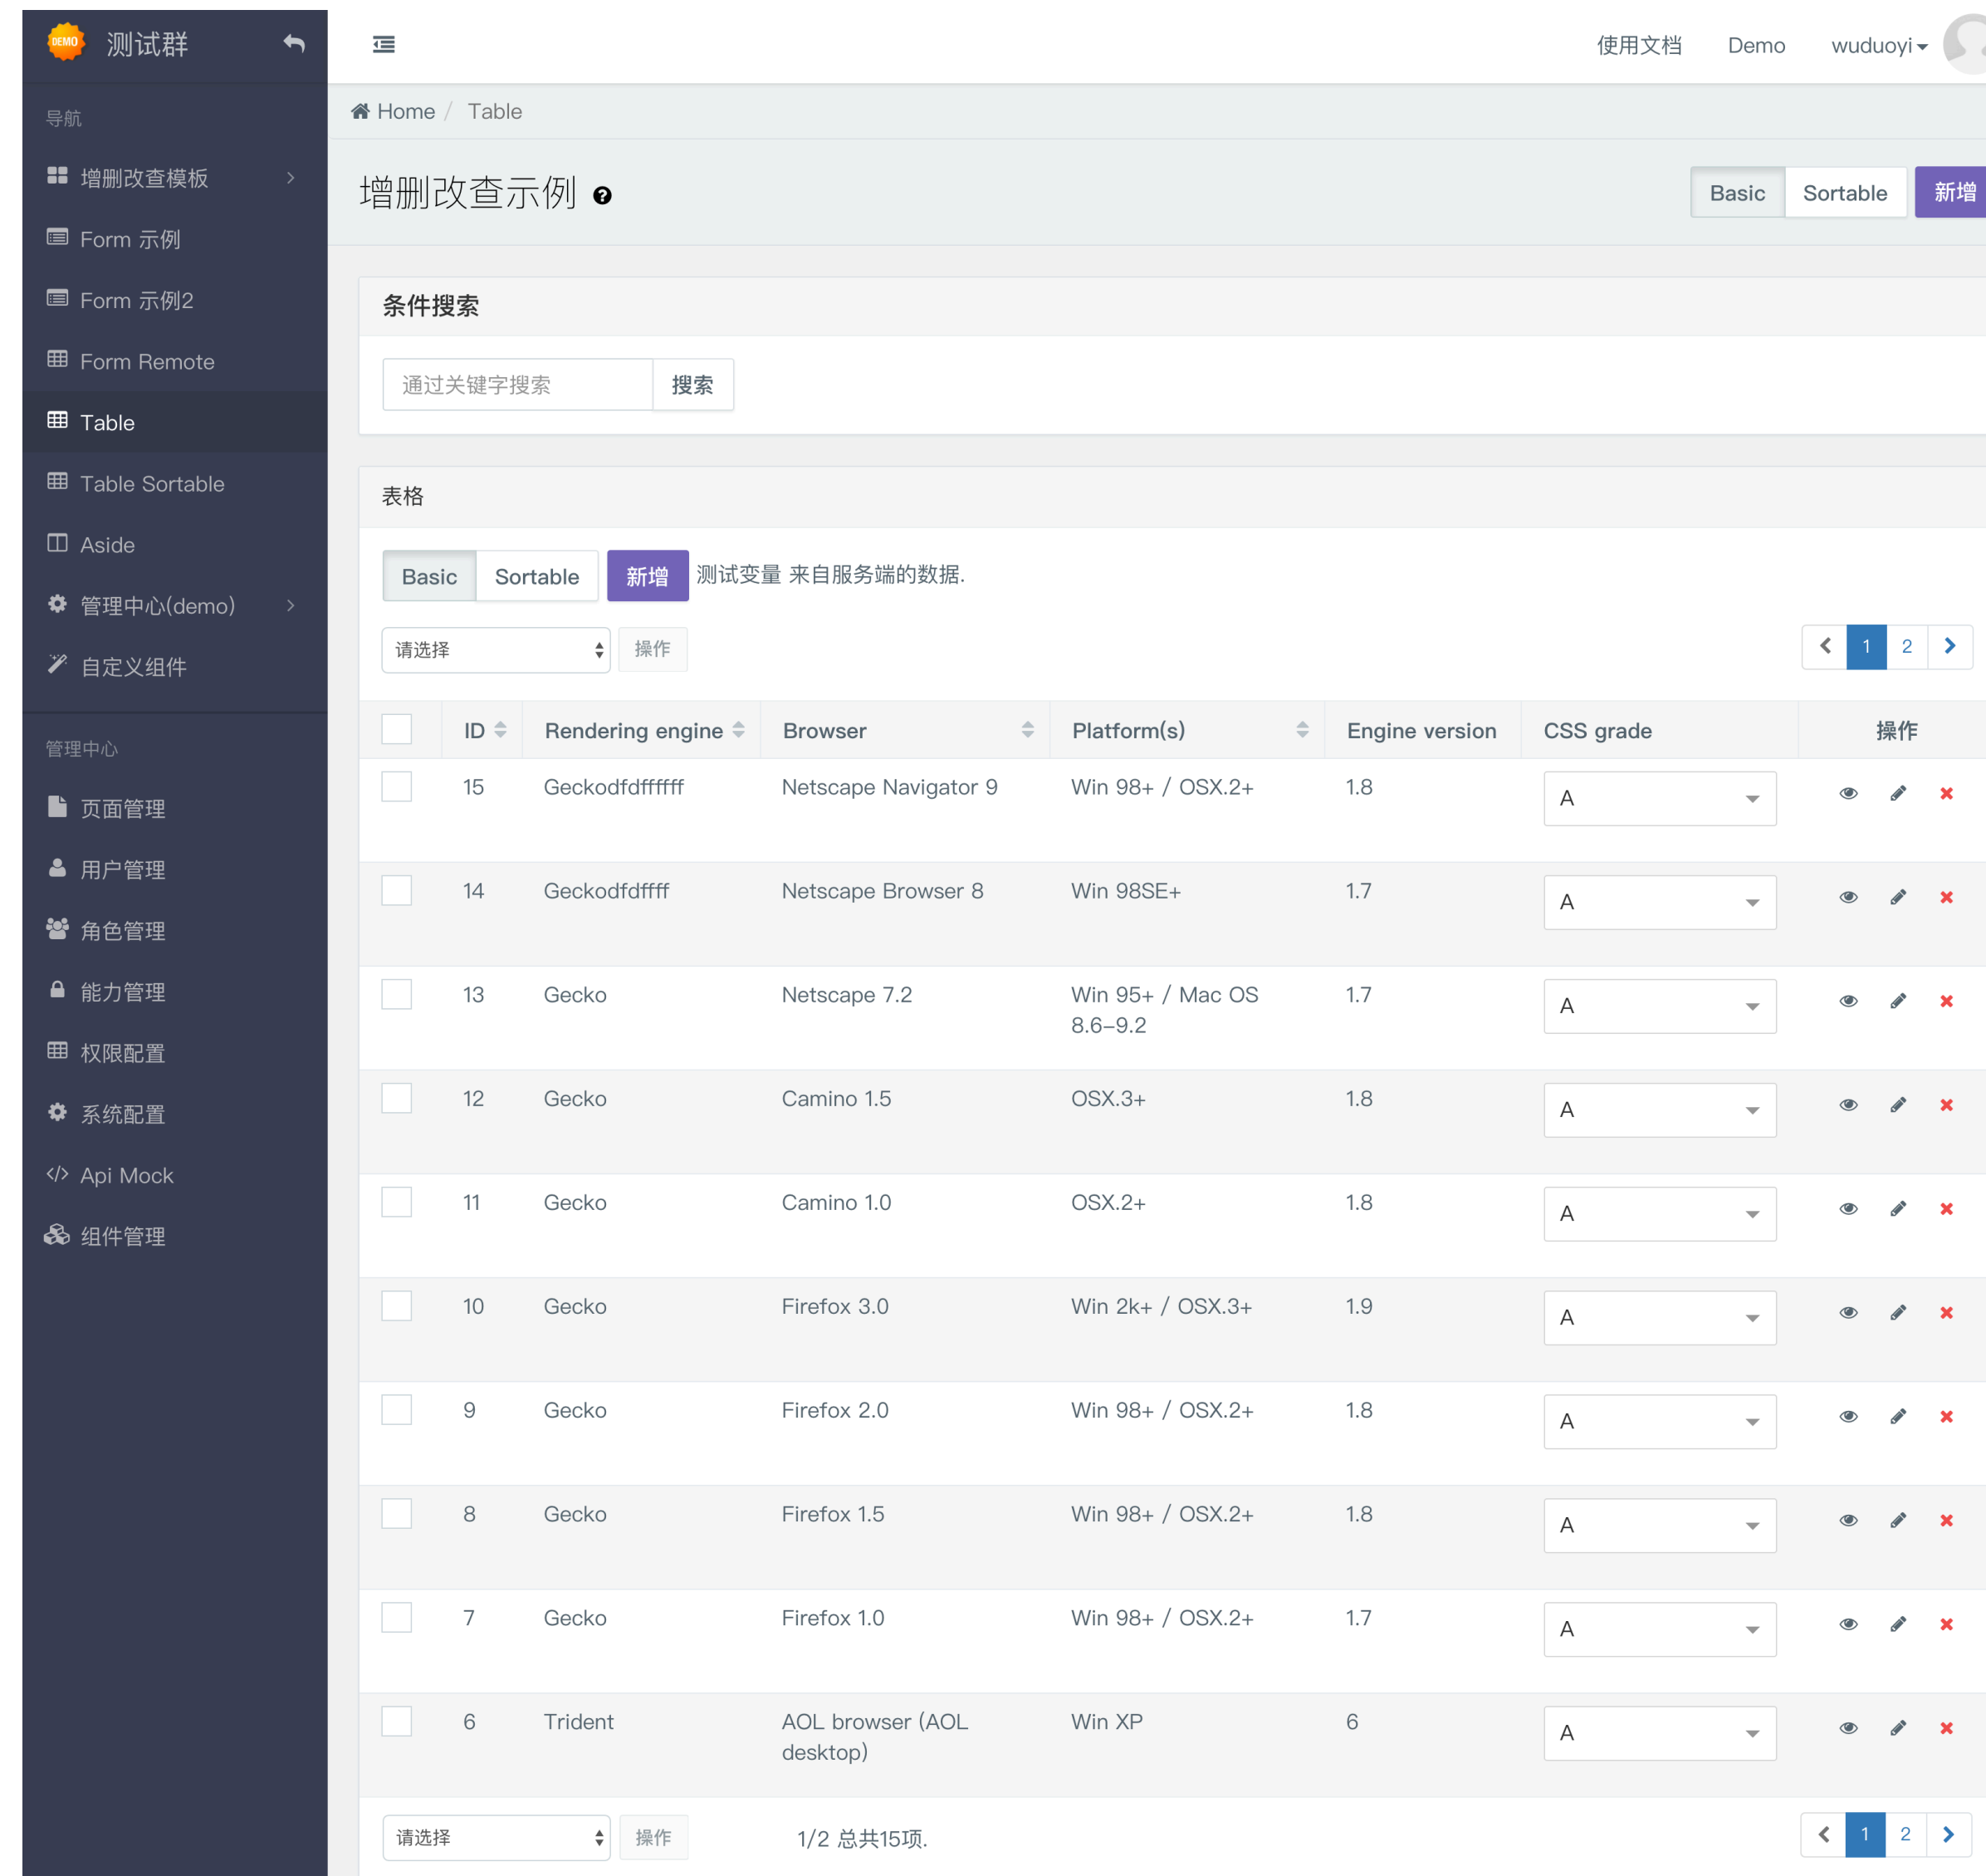 DEMO 测试群
使用文档 Demo wuduoyi
导航
增删改查模板
Form 示例
Form 示例2
Form Remote
Table
Table Sortable
Aside
管理中心(demo)
自定义组件
管理中心
页面管理
用户管理
角色管理
能力管理
权限配置
系统配置
Api Mock
组件管理
Home / Table
增删改查示例
Basic Sortable 新增
条件搜索
通过关键字搜索 搜索
表格
Basic Sortable 新增 测试变量 来自服务端的数据.
请选择 操作 1 2
ID Rendering engine Browser Platform(s) Engine version CSS grade 操作
15 Geckodfdffffff Netscape Navigator 9 Win 98+ / OSX.2+ 1.8 A
14 Geckodfdffff Netscape Browser 8 Win 98SE+ 1.7 A
13 Gecko Netscape 7.2 Win 95+ / Mac OS 1.7 A
8.6-9.2
12 Gecko Camino 1.5 OSX.3+ 1.8 A
11 Gecko Camino 1.0 OSX.2+ 1.8 A
10 Gecko Firefox 3.0 Win 2k+ / OSX.3+ 1.9 A
9 Gecko Firefox 2.0 Win 98+ / OSX.2+ 1.8 A
8 Gecko Firefox 1.5 Win 98+ / OSX.2+ 1.8 A
7 Gecko Firefox 1.0 Win 98+ / OSX.2+ 1.7 A
6 Trident AOL browser (AOL Win XP 6 A
desktop)
请选择 操作 1/2 总共15项. 1 2